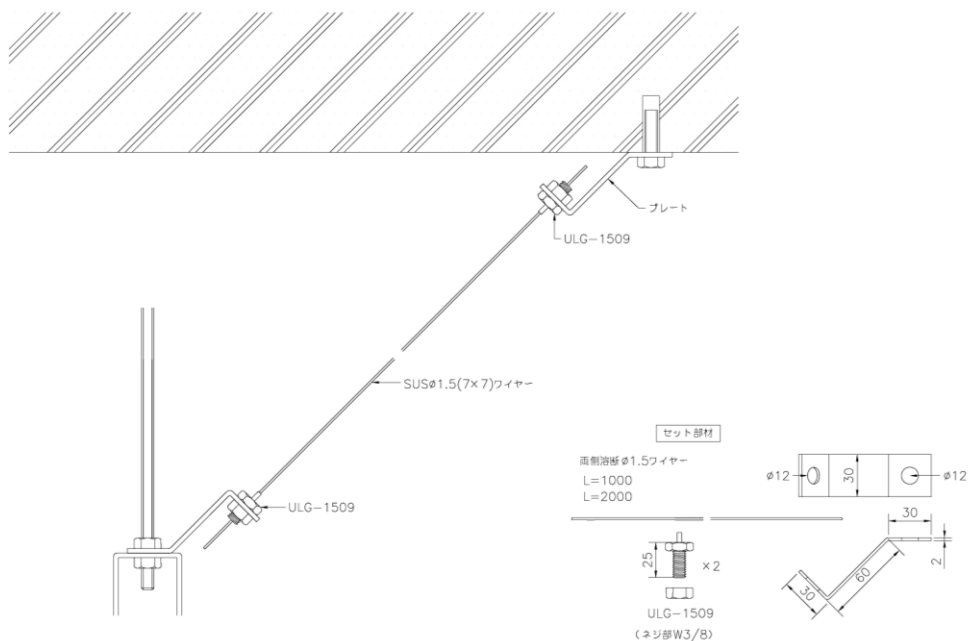 プレート
ULG-1509
SUSø1.5(7×7)ワイヤー
ULG-1509
セット部材
両側溶断ø1.5ワイヤー
L=1000
L=2000
25
×2
ULG-1509
(ネジ部W3/8)
ø12
30
ø12
30
2
60
30